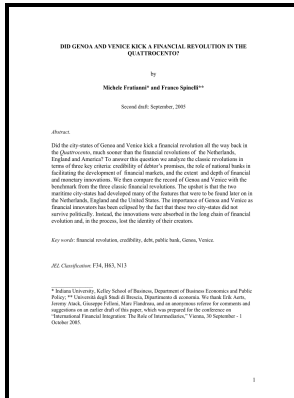 DID GENOA AND VENICE KICK A FINANCIAL REVOLUTION IN THE
QUATTROCENTO?
by
Michele Fratianni* and Franco Spinelli**
Second draft: September, 2005
Abstract.
Did the city-states of Genoa and Venice kick a financial revolution all the way back in
the Quattrocento, much sooner than the financial revolutions of the Netherlands,
England and America? To answer this question we analyze the classic revolutions in
terms of three key criteria: credibility of debtor's promises, the role of national banks in
facilitating the development of financial markets, and the extent and depth of financial
and monetary innovations. We then compare the record of Genoa and Venice with the
benchmark from the three classic financial revolutions. The upshot is that the two
maritime city-states had developed many of the features that were to be found later on in
the Netherlands, England and the United States. The importance of Genoa and Venice as
financial innovators has been eclipsed by the fact that these two city-states did not
survive politically. Instead, the innovations were absorbed in the long chain of financial
evolution and, in the process, lost the identity of their creators.
Key words: financial revolution, credibility, debt, public bank, Genoa, Venice.
JEL Classification: F34, H63, N13
* Indiana University, Kelley School of Business, Department of Business Economics and Public
Policy; ** Università degli Studi di Brescia, Dipartimento di economia. We thank Erik Aerts,
Jeremy Atack, Giuseppe Felloni, Marc Flandreau, and an anonymous referee for comments and
suggestions on an earlier draft of this paper, which was prepared for the conference on
"International Financial Integration: The Role of Intermediaries," Vienna, 30 September - 1
October 2005.
1